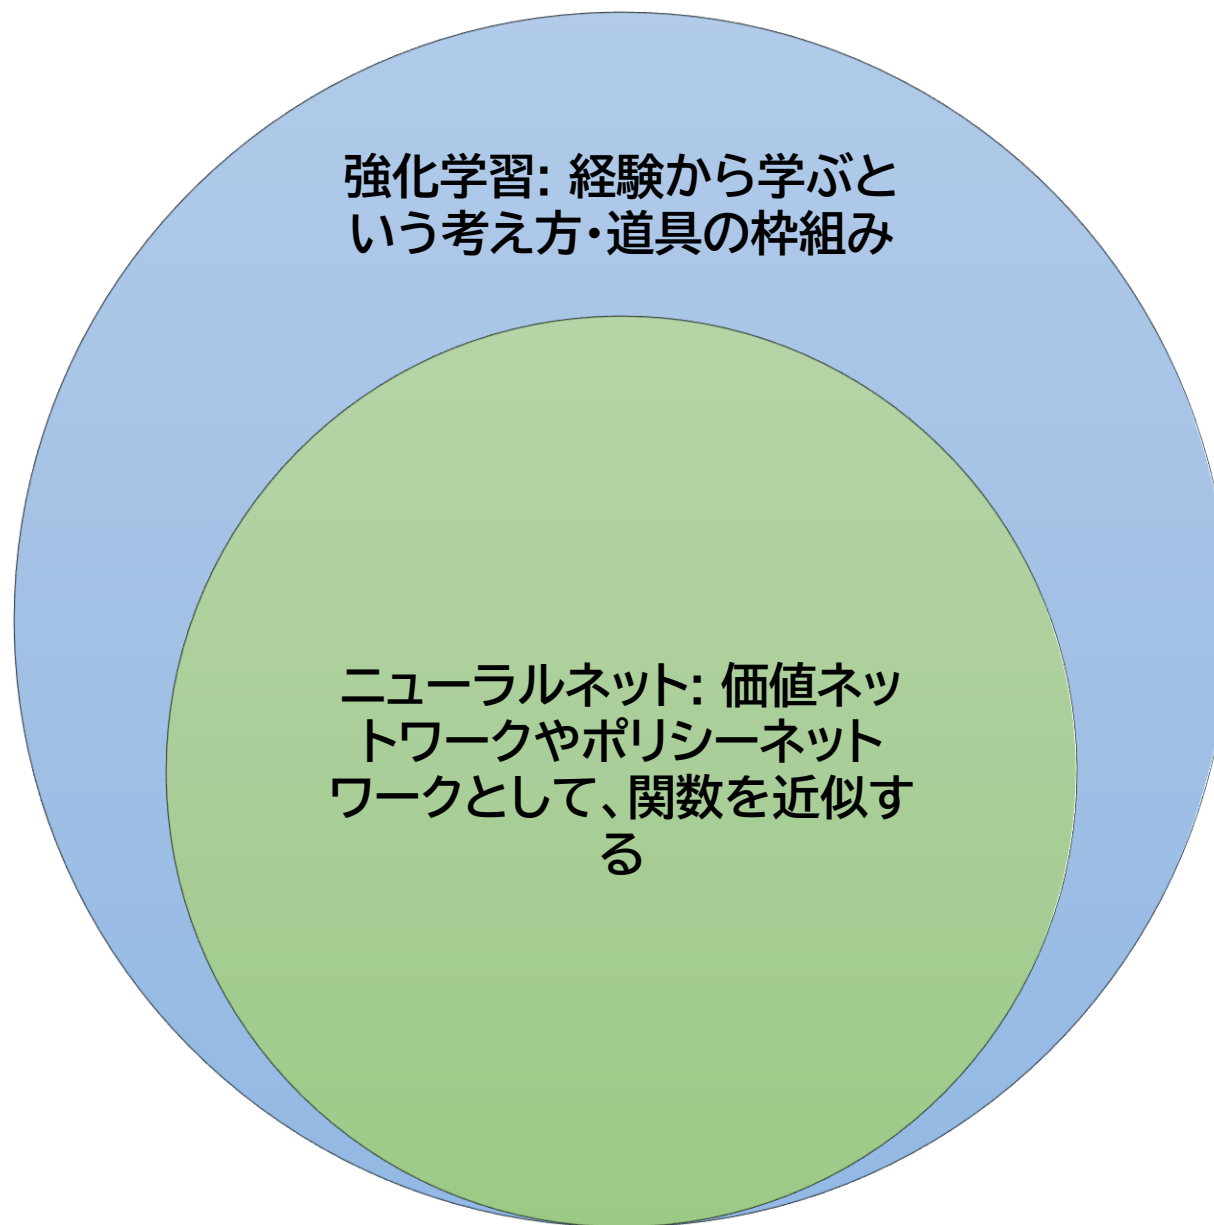 強化学習: 経験から学ぶと
いう考え方・道具の枠組み
ニューラルネット: 価値ネッ
トワークやポリシーネット
ワークとして、関数を近似す
る